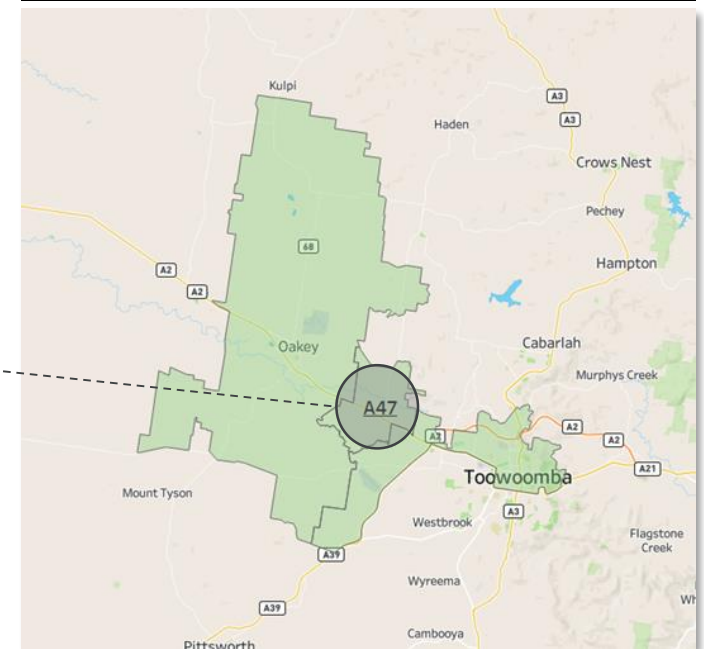 Kulpi
A3
A3
Haden
Crows Nest
Pechey
68
Hampton
A2
A2
Oakey
Cabarlah
Murphys Creek
A47
A2
A2
A2
A21
Toowoomba
Mount Tyson
A3
Westbrook
Flagstone
Creek
A39
Wyreema
A39
Cambooya
Pittsworth